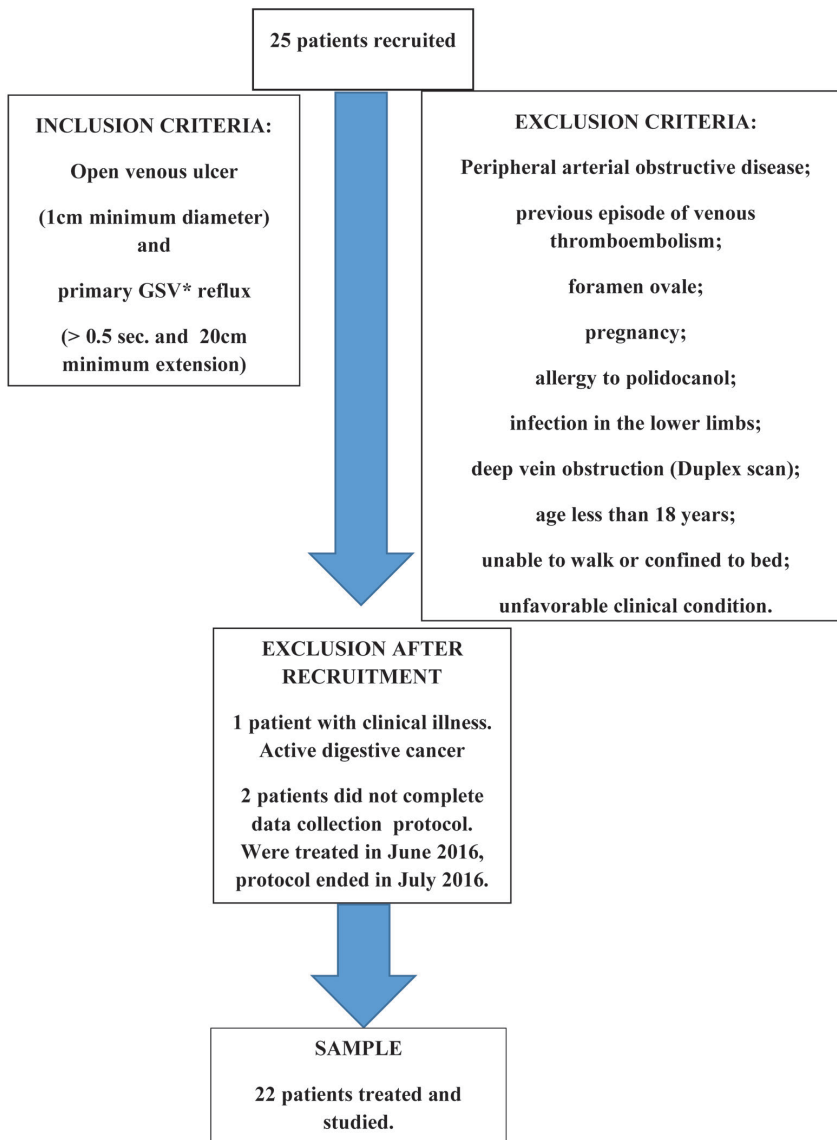 25 patients recruited
INCLUSION CRITERIA:
Open venous ulcer
(1cm minimum diameter)
and
primary GSV* reflux
(> 0.5 sec. and 20cm
minimum extension)
EXCLUSION CRITERIA:
Peripheral arterial obstructive disease;
previous episode of venous
thromboembolism;
foramen ovale;
pregnancy;
allergy to polidocanol;
infection in the lower limbs;
deep vein obstruction (Duplex scan);
age less than 18 years;
unable to walk or confined to bed;
unfavorable clinical condition.
EXCLUSION AFTER
RECRUITMENT
1 patient with clinical illness.
Active digestive cancer
2 patients did not complete
data collection protocol.
Were treated in June 2016,
protocol ended in July 2016.
SAMPLE
22 patients treated and
studied.